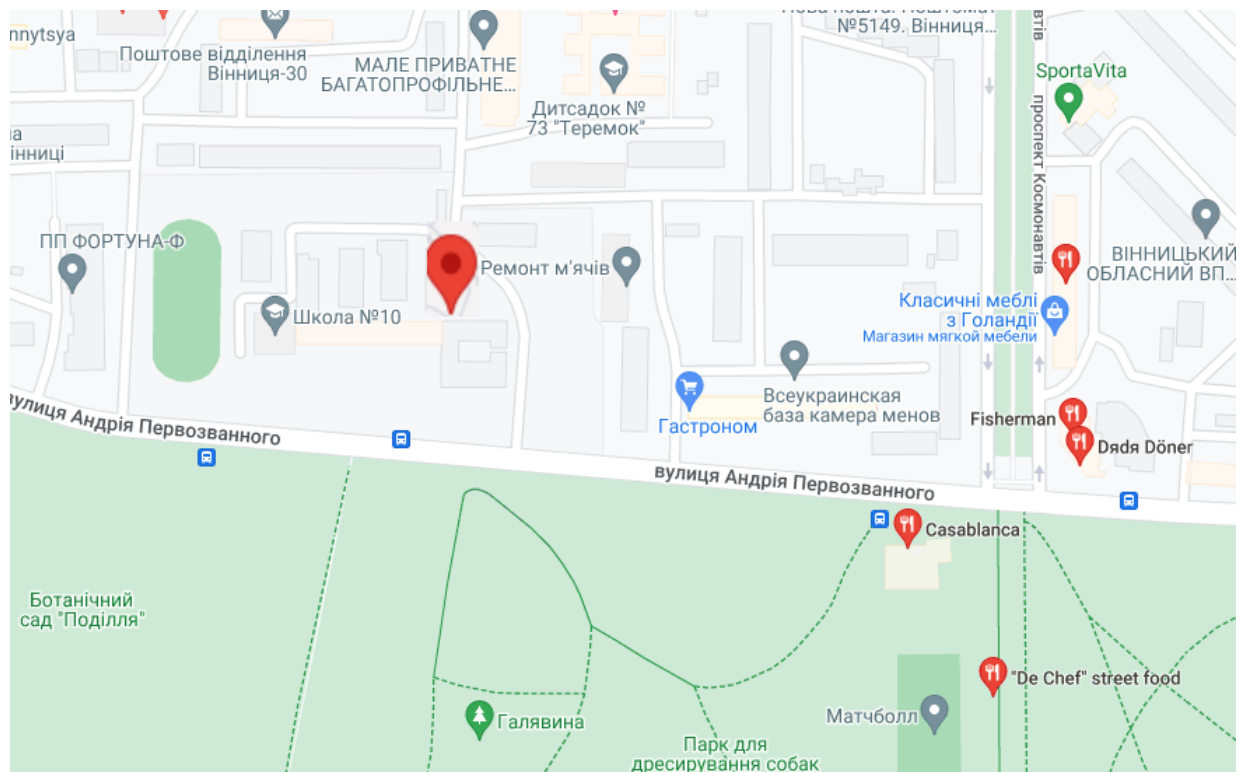 nnytsya
Поштове відділення
Вінниця-30
МАЛЕ ПРИВАТНЕ
БАГАТОПРОФІЛЬНЕ...
Дитсадок №
73 "Теремок"
№5149. Вінниця...
SportaVita
проспект Космонавтів
інниці
ПП ФОРТУНА-Ф
Школа №10
Ремонт м'ячів
ВІННИЦЬКИЙ
ОБЛАСНИЙ ВП...
Класичні меблі
з Голандії
Магазин мягкой мебели
Всеукраинская
база камера менов
Гастроном
Fisherman
Dядя Döner
вулиця Андрія Первозванного
вулиця Андрія Первозванного
Casablanca
Ботанічний
сад "Поділля"
"De Chef" street food
Галявина
Матчболл
Парк для
дресирування собак